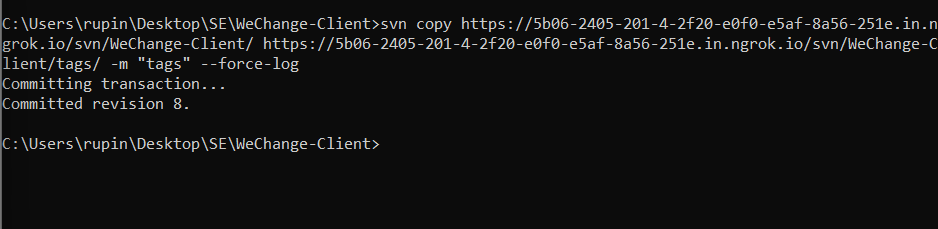 C:\Users\rupin\Desktop\SE\WeChange-Client>svn copy https://5b06-2405-201-4-2f20-e0f0-e5af-8a56-251e.in.n
grok.io/svn/WeChange-Client/ https://5b06-2405-201-4-2f20-e0f0-e5af-8a56-251e.in.ngrok.io/svn/WeChange-C
lient/tags/ -m "tags" --force-log
Committing transaction...
Committed revision 8.
C:\Users\rupin\Desktop\SE\WeChange-Client>